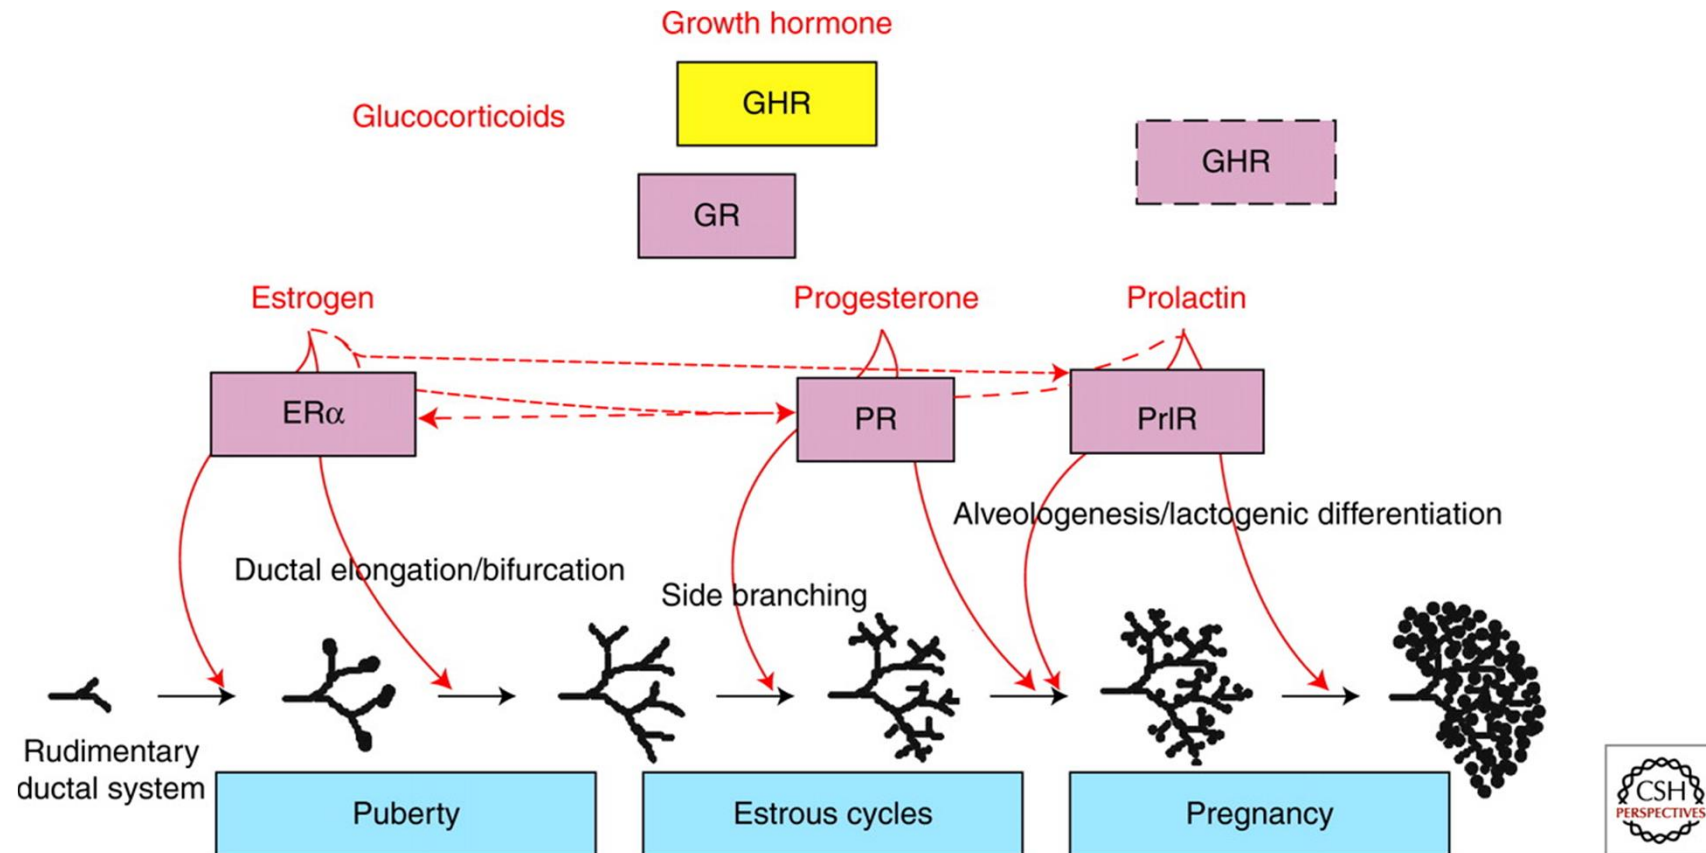 Growth hormone
GHR
Glucocorticoids
GHR
GR
Estrogen
Progesterone
Prolactin
ERα
PR
PrlR
Alveologenesis/lactogenic differentiation
Ductal elongation/bifurcation
Side branching
Rudimentary
ductal system
Puberty
Estrous cycles
Pregnancy
CSH
PERSPECTIVES